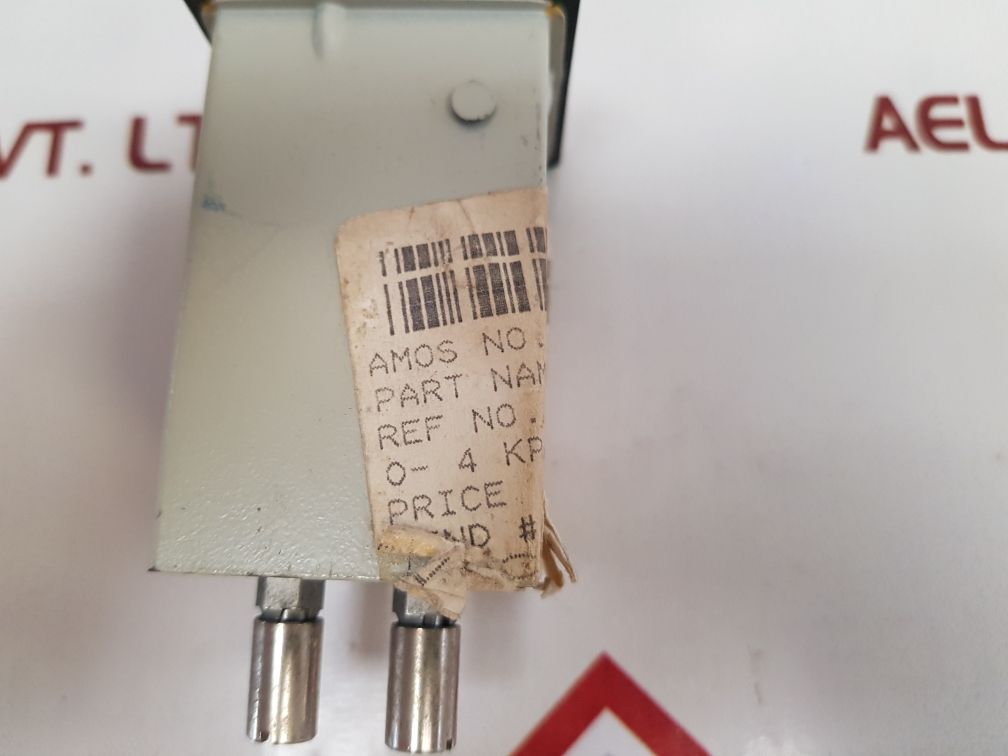 VT. LT
AEL
AMOS NO.
PART NAM
REF NO.
0- 4 KP
PRICE
#